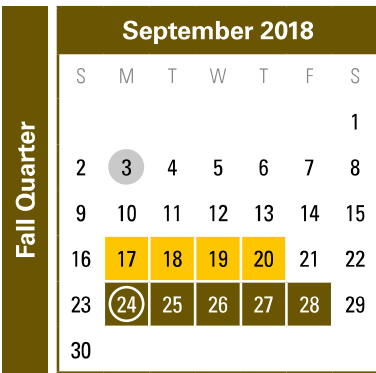 Fall Quarter
September 2018
S M T W T F S
1
2 3 4 5 6 7 8
9 10 11 12 13 14 15
16 17 18 19 20 21 22
23 24 25 26 27 28 29
30